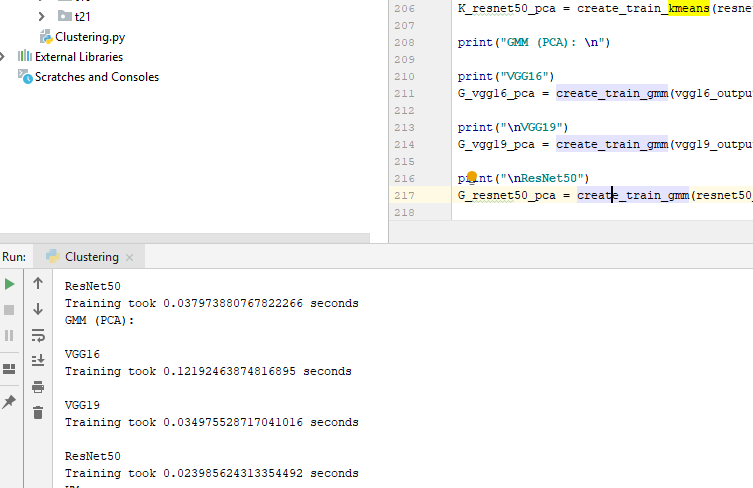 t21
Clustering.py
External Libraries
Scratches and Consoles
206 K_resnet50_pca = create_train_kmeans(resne
207
208 print("GMM (PCA): \n")
209
210 print("VGG16")
211 G_vgg16_pca = create_train_gmm(vgg16_outpu
212
213 print("\nVGG19")
214 G_vgg19_pca = create_train_gmm(vgg19_outpu
215
216 print("\nResNet50")
217 G_resnet50_pca = create_train_gmm(resnet50_
218
Run: Clustering
ResNet50
Training took 0.037973880767822266 seconds
GMM (PCA):
VGG16
Training took 0.12192463874816895 seconds
VGG19
Training took 0.034975528717041016 seconds
ResNet50
Training took 0.023985624313354492 seconds